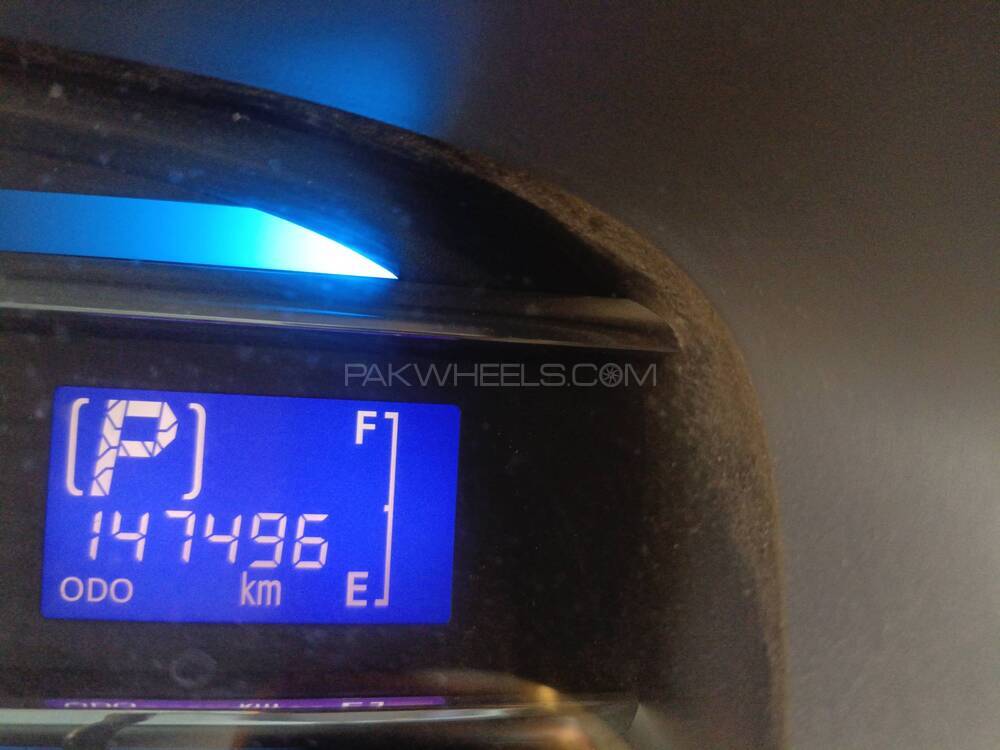 PAKWHEELS.COM
(P) F
147496
ODO km E